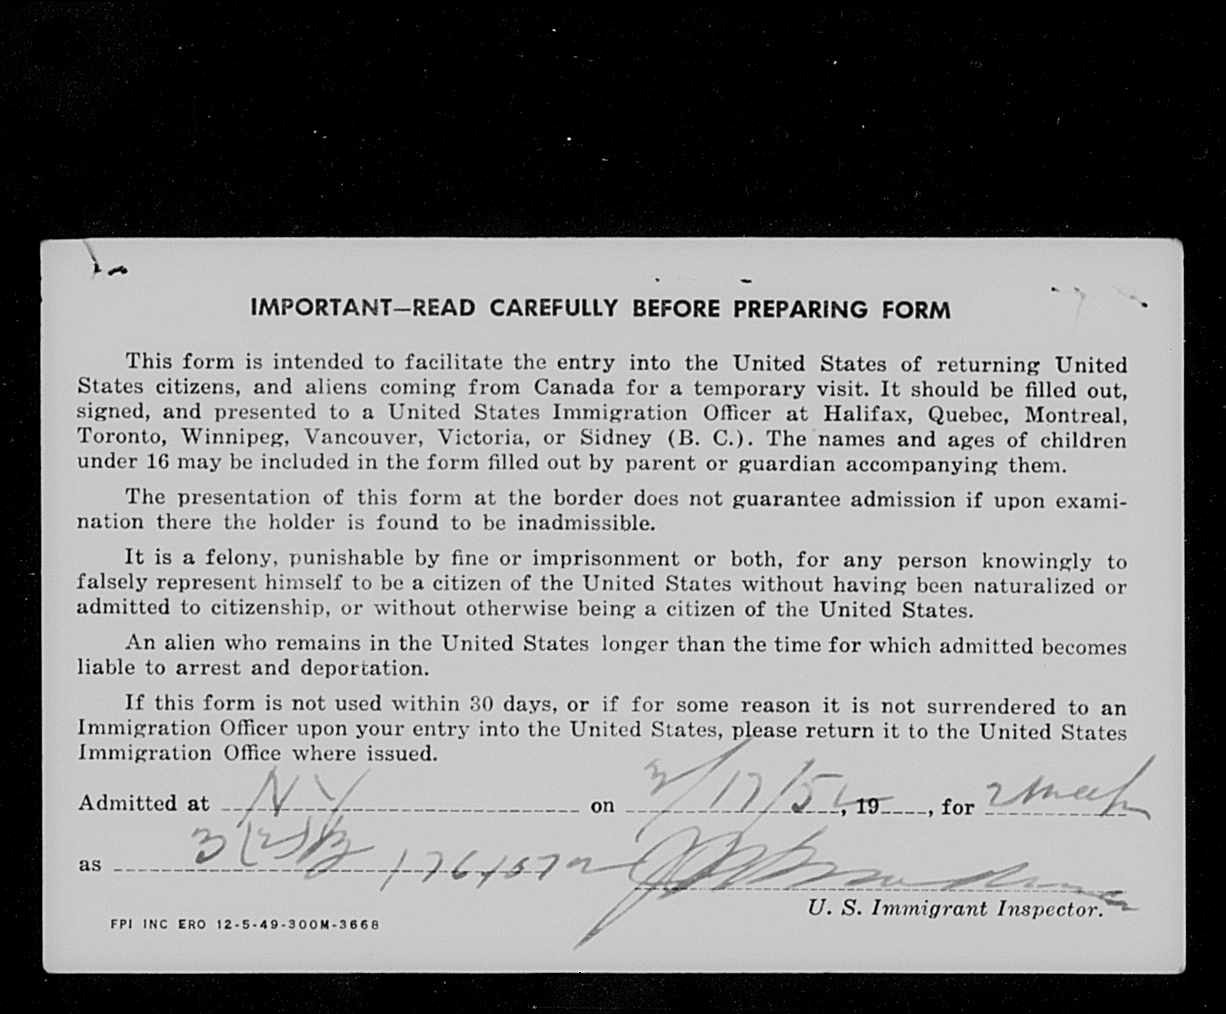 IMPORTANT—READ CAREFULLY BEFORE PREPARING FORM
This form is intended to facilitate the entry into the United States of returning United
States citizens, and aliens coming from Canada for a temporary visit. It should be filled out,
signed, and presented to a United States Immigration Officer at Halifax, Quebec, Montreal,
Toronto, Winnipeg, Vancouver, Victoria, or Sidney (B. C.). The names and ages of children
under 16 may be included in the form filled out by parent or guardian accompanying them.
The presentation of this form at the border does not guarantee admission if upon exami-
nation there the holder is found to be inadmissible.
It is a felony, punishable by fine or imprisonment or both, for any person knowingly to
falsely represent himself to be a citizen of the United States without having been naturalized or
admitted to citizenship, or without otherwise being a citizen of the United States.
An alien who remains in the United States longer than the time for which admitted becomes
liable to arrest and deportation.
If this form is not used within 30 days, or if for some reason it is not surrendered to an
Immigration Officer upon your entry into the United States, please return it to the United States
Immigration Office where issued.
Admitted at NY on 19, for
as
U. S. Immigrant Inspector.
FPI INC ERO 12-5-49-300M-3668